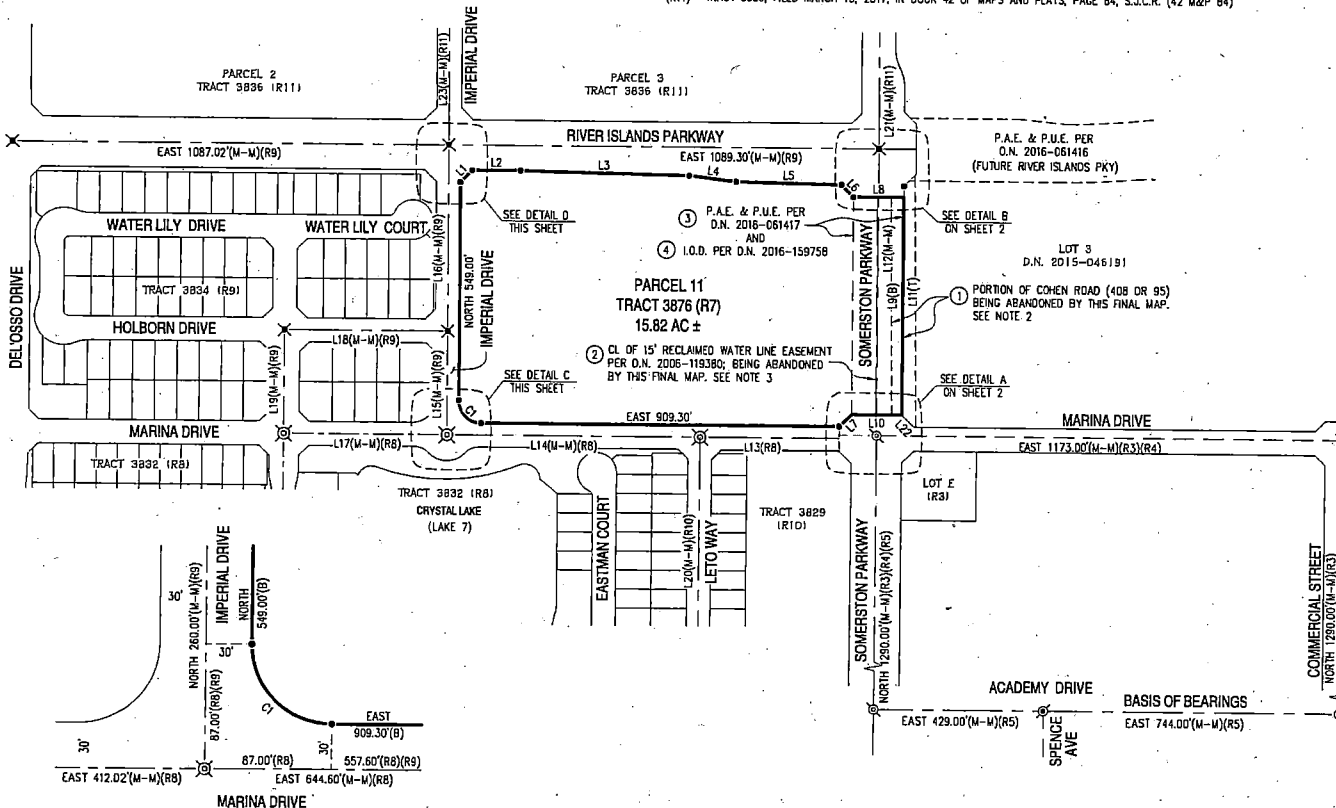 TRACT 3826, FILED MARCH 10, 2017, IN BOOK 42 OF MAPS AND PLATS, PAGE 84, S.J.C.R. (42 M&P 84)
PARCEL 2
TRACT 3836 (R11)
L23(M-M)(R11)
IMPERIAL DRIVE
PARCEL 3
TRACT 3836 (R11)
L21(M-M)(R11)
RIVER ISLANDS PARKWAY
EAST 1087.02'(M-M)(R9)
EAST 1089.30'(M-M)(R9)
P.A.E. & P.U.E. PER
D.N. 2016-061416
(FUTURE RIVER ISLANDS PKY)
L1
L2
L3
L4
L5
L6
L8
SEE DETAIL D
THIS SHEET
SEE DETAIL B
ON SHEET 2
WATER LILY DRIVE
WATER LILY COURT
L16(M-M)(R9)
NORTH 549.00'
IMPERIAL DRIVE
3 P.A.E. & P.U.E. PER
D.N. 2018-061417
AND
4 I.O.D. PER D.N. 2016-159758
SOMERSTON PARKWAY
L12(M-M)
L9(B)
L11(T)
LOT 3
D.N. 2015-046191
DEL'OSSO DRIVE
TRACT 3834 (R9)
PARCEL 11
TRACT 3876 (R7)
15.82 AC ±
1 PORTION OF COHEN ROAD (408 OR 95)
BEING ABANDONED BY THIS FINAL MAP.
SEE NOTE 2
HOLBORN DRIVE
L18(M-M)(R9)
2 CL OF 15' RECLAIMED WATER LINE EASEMENT
PER D.N. 2006-119380; BEING ABANDONED
BY THIS FINAL MAP. SEE NOTE 3
L19(M-M)(R9)
L15(M-M)(R9)
SEE DETAIL C
THIS SHEET
SEE DETAIL A
ON SHEET 2
C1
EAST 909.30'
L7
L10
L22
MARINA DRIVE
MARINA DRIVE
L17(M-M)(R8)
L14(M-M)(R8)
L13(R8)
EAST 1173.00'(M-M)(R3)(R4)
TRACT 3832 (R8)
TRACT 3832 (R8)
CRYSTAL LAKE
(LAKE 7)
EASTMAN COURT
L20(M-M)(R10)
LETO WAY
TRACT 3829
(R10)
LOT E
(R3)
SOMERSTON PARKWAY
NORTH 1290.00'(M-M)(R3)(R4)(R5)
COMMERCIAL STREET
NORTH 1290.00'(M-M)(R3)
30'
NORTH 260.00'(M-M)(R9)
IMPERIAL DRIVE
NORTH
549.00'(B)
30'
87.00'(R8)(R9)
C1
EAST
909.30'(B)
30'
30'
87.00'(R8)
557.60'(R8)(R9)
EAST 412.02'(M-M)(R8)
EAST 644.60'(M-M)(R8)
MARINA DRIVE
ACADEMY DRIVE
BASIS OF BEARINGS
EAST 429.00'(M-M)(R5)
EAST 744.00'(M-M)(R5)
SPENCE
AVE